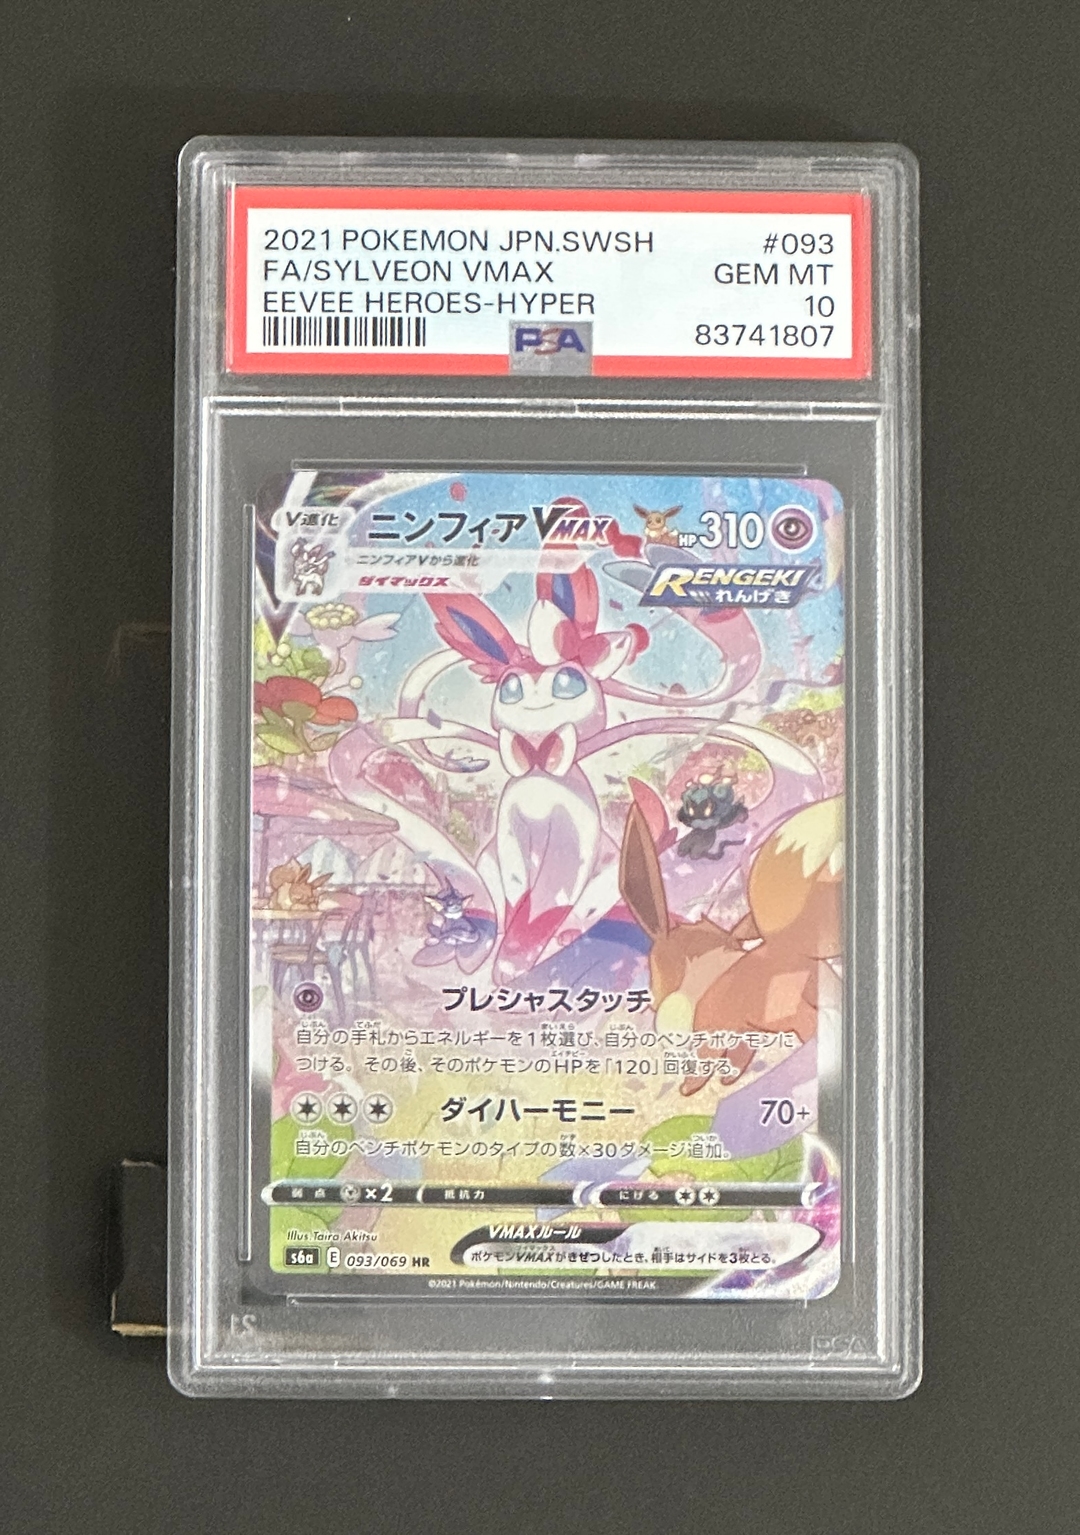 2021 POKEMON JPN.SWSH #093
FA/SYLVEON VMAX GEM MT
EEVEE HEROES-HYPER 10
83741807
PSA
V進化 ニンフィア VMAX HP 310
ニンフィアVから進化
ダイマックス
RENGEKI
れんげき
プレシャスタッチ
自分の手札からエネルギーを1枚選び、自分のベンチポケモンに
つける。その後、そのポケモンのHPを「120」回復する。
ダイハーモニー 70+
自分のベンチポケモンのタイプの数×30ダメージ追加。
弱点 ×2 抵抗力 にげる
Illus. Taira Akitsu
VMAXルール
s6a E 093/069 HR
ポケモンVMAXがきぜつしたとき、相手はサイドを3枚とる。
©2021 Pokémon/Nintendo/Creatures/GAME FREAK.